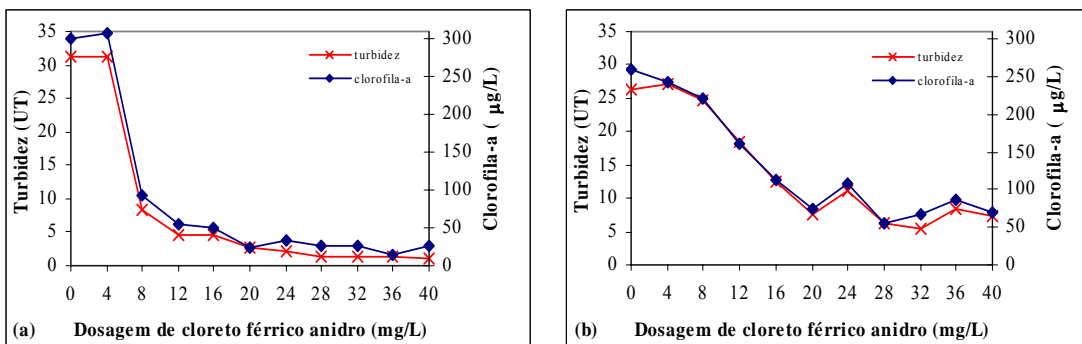 Turbidez (UT)
35
30
25
20
15
10
5
0
turbidez
clorofila-a
300
250
200
150
100
50
0
Clorofila-a ( µg/L)
0 4 8 12 16 20 24 28 32 36 40
(a) Dosagem de cloreto férrico anidro (mg/L)
Turbidez (UT)
35
30
25
20
15
10
5
0
turbidez
clorofila-a
300
250
200
150
100
50
0
Clorofila-a ( µg/L)
0 4 8 12 16 20 24 28 32 36 40
(b) Dosagem de cloreto férrico anidro (mg/L)